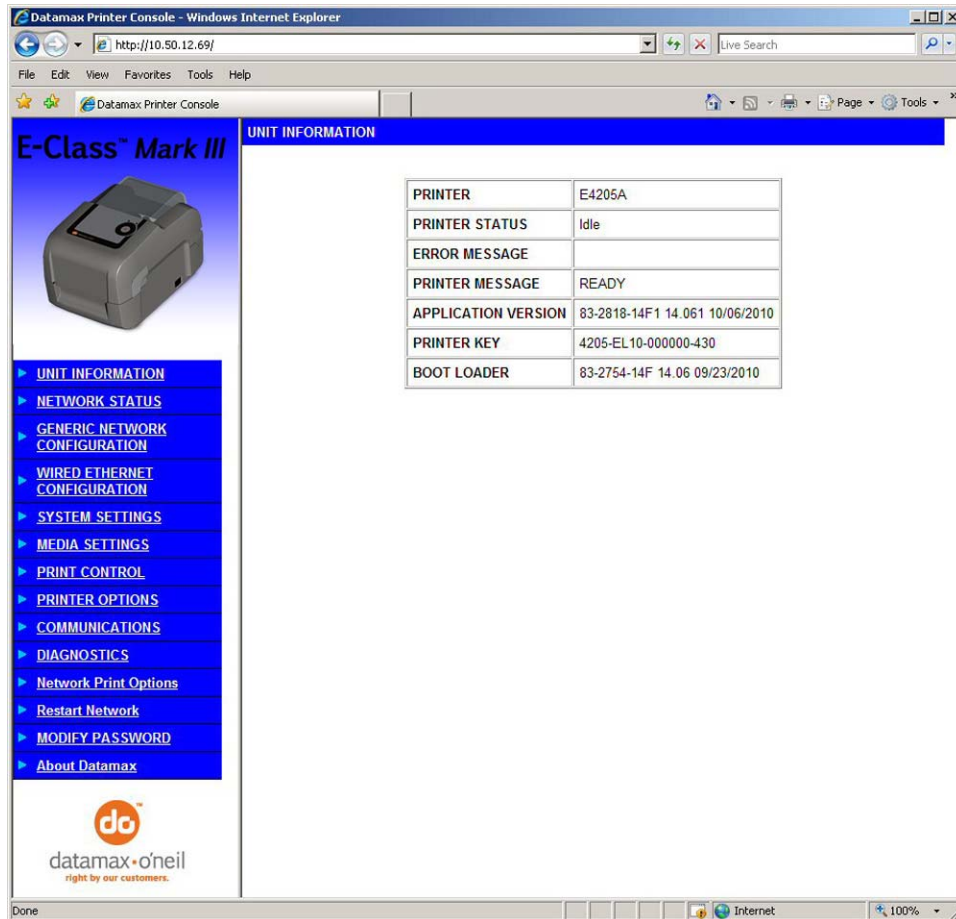 Datamax Printer Console - Windows Internet Explorer
http://10.50.12.69/
Live Search
File Edit View Favorites Tools Help
Datamax Printer Console
Page Tools
E-Class™ Mark III
UNIT INFORMATION
PRINTER E4205A
PRINTER STATUS Idle
ERROR MESSAGE
PRINTER MESSAGE READY
APPLICATION VERSION 83-2818-14F1 14.061 10/06/2010
PRINTER KEY 4205-EL10-000000-430
BOOT LOADER 83-2754-14F 14.06 09/23/2010
UNIT INFORMATION
NETWORK STATUS
GENERIC NETWORK
CONFIGURATION
WIRED ETHERNET
CONFIGURATION
SYSTEM SETTINGS
MEDIA SETTINGS
PRINT CONTROL
PRINTER OPTIONS
COMMUNICATIONS
DIAGNOSTICS
Network Print Options
Restart Network
MODIFY PASSWORD
About Datamax
do™
datamax•o'neil
right by our customers.
Done
Internet
100%